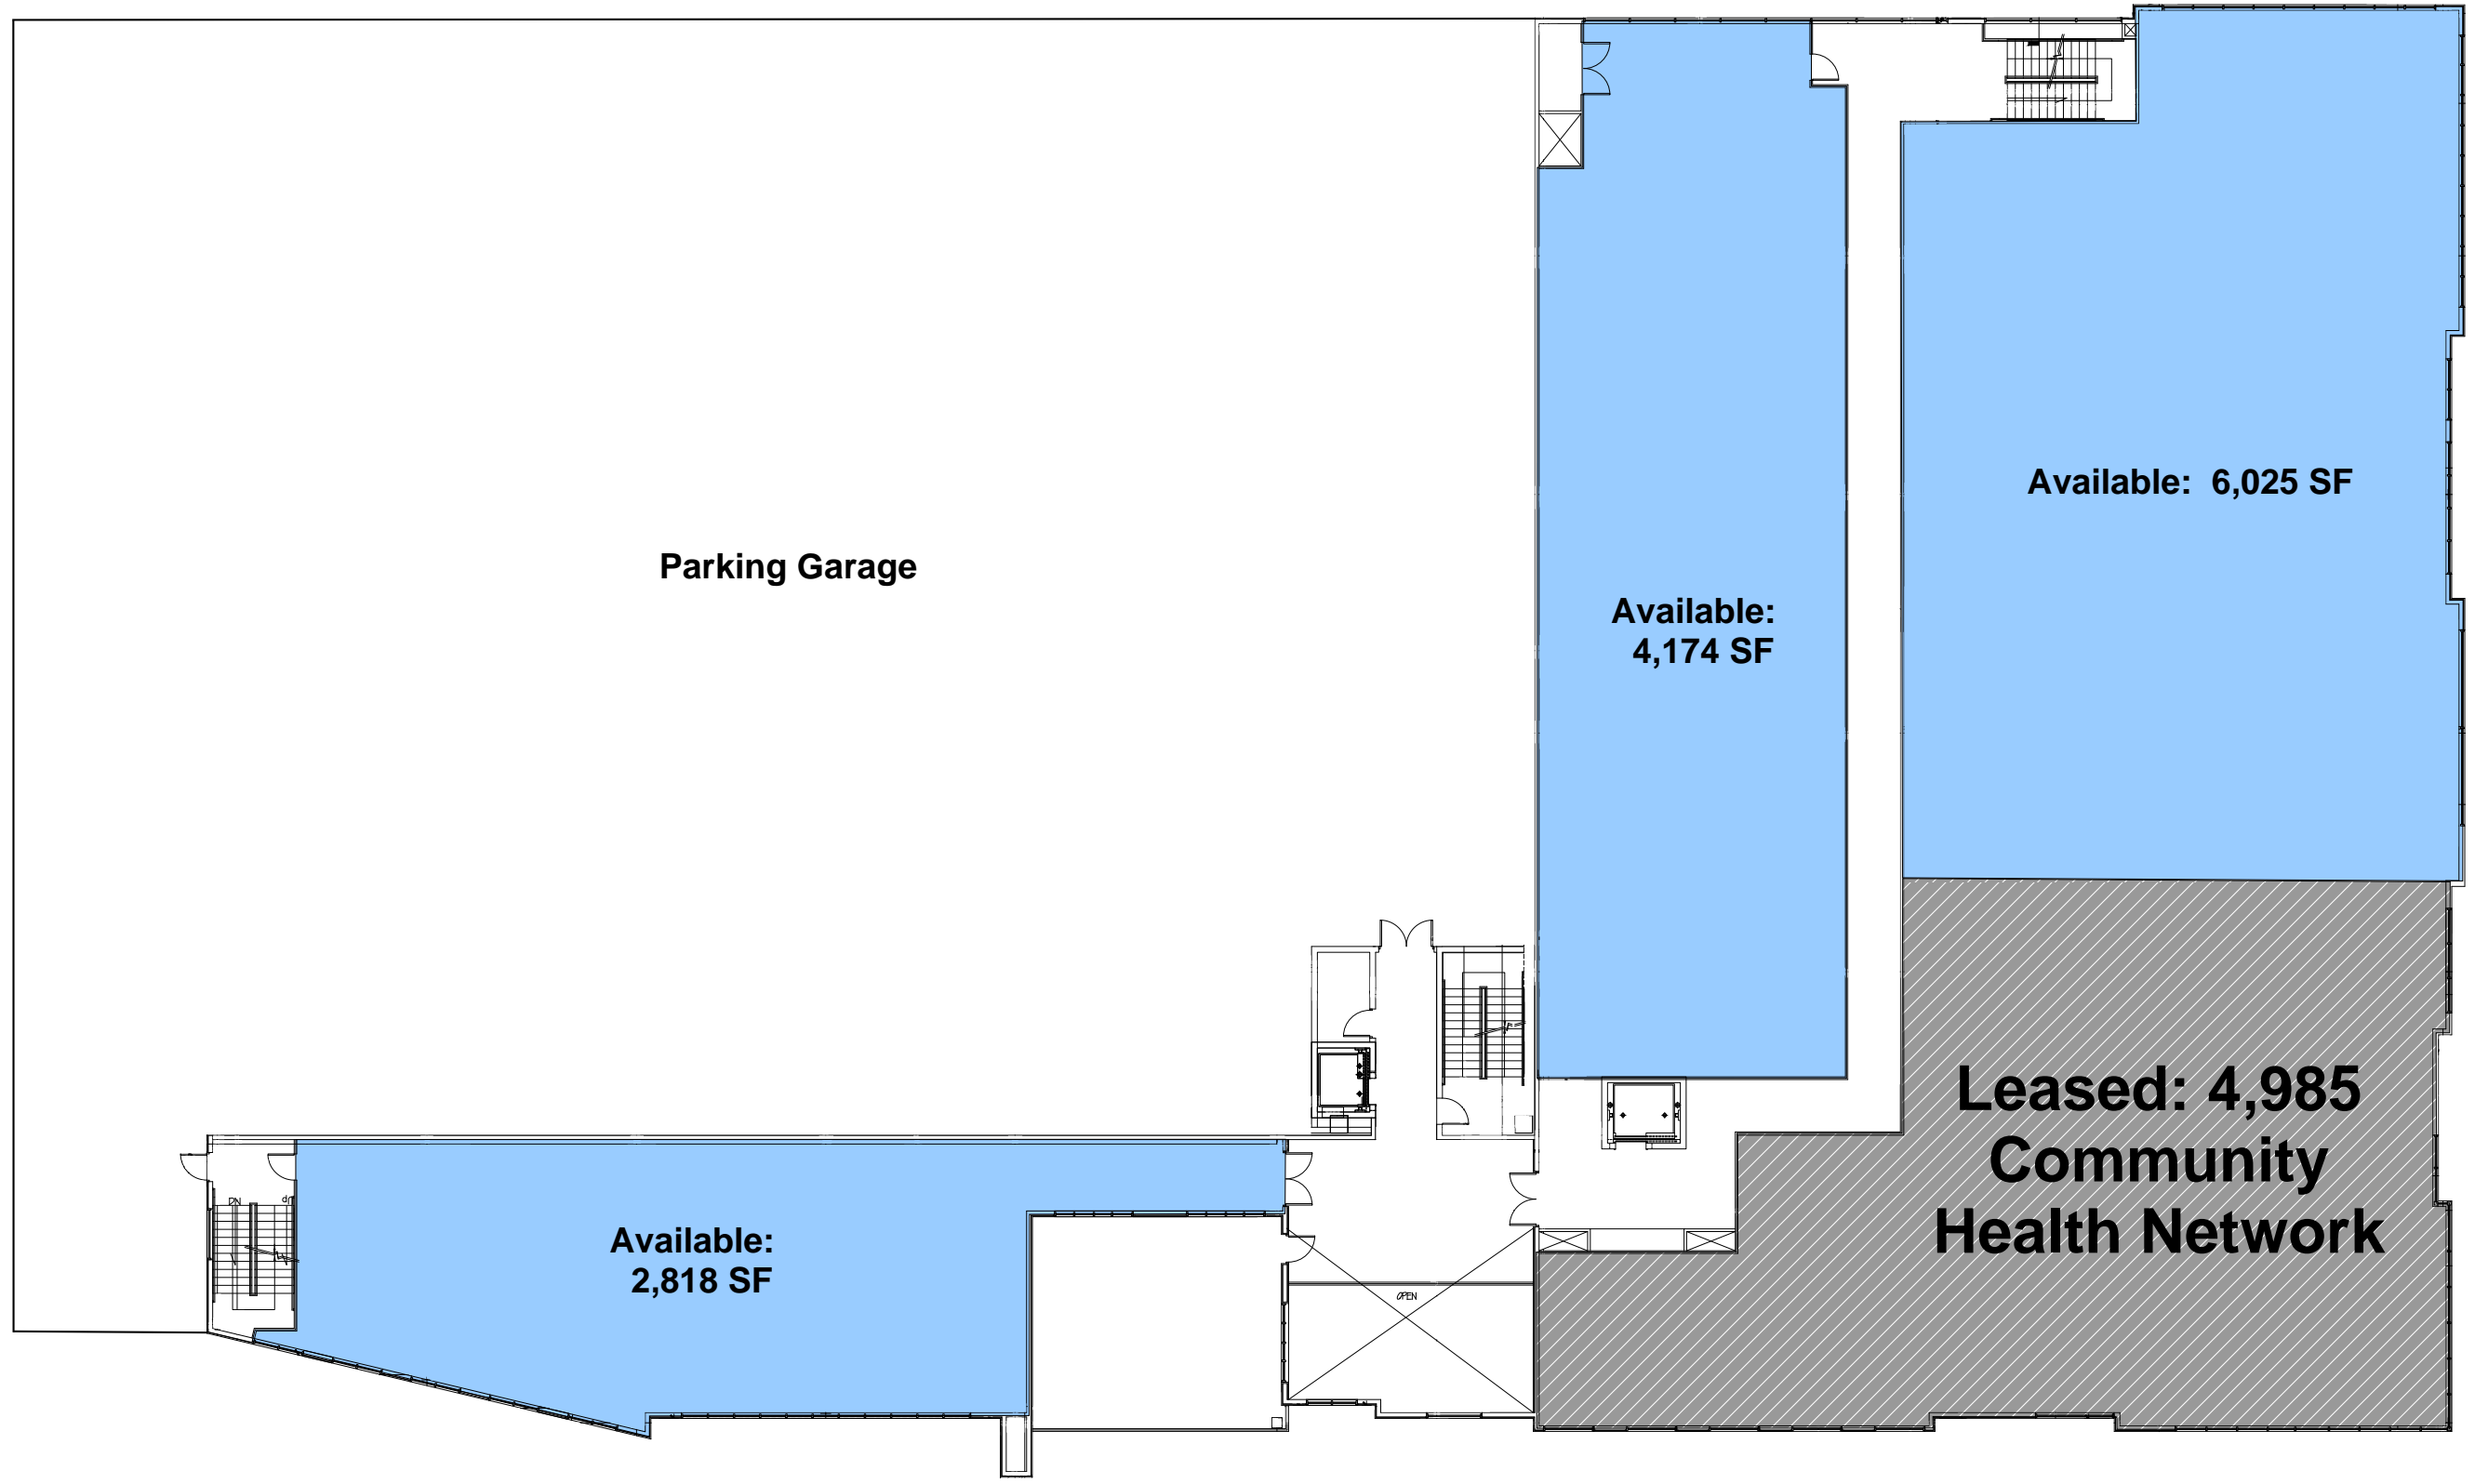 Available: 6,025 SF
Parking Garage
Available:
4,174 SF
Leased: 4,985
Community
Health Network
DN
UP
Available:
2,818 SF
OPEN